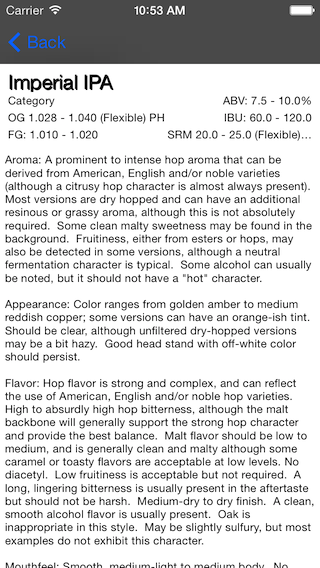 Carrier 10:53 AM
Back
Imperial IPA
Category ABV: 7.5 - 10.0%
OG 1.028 - 1.040 (Flexible) PH IBU: 60.0 - 120.0
FG: 1.010 - 1.020 SRM 20.0 - 25.0 (Flexible)...
Aroma: A prominent to intense hop aroma that can be
derived from American, English and/or noble varieties
(although a citrusy hop character is almost always present).
Most versions are dry hopped and can have an additional
resinous or grassy aroma, although this is not absolutely
required.  Some clean malty sweetness may be found in the
background.  Fruitiness, either from esters or hops, may
also be detected in some versions, although a neutral
fermentation character is typical.  Some alcohol can usually
be noted, but it should not have a "hot" character.
Appearance: Color ranges from golden amber to medium
reddish copper; some versions can have an orange-ish tint.
Should be clear, although unfiltered dry-hopped versions
may be a bit hazy.  Good head stand with off-white color
should persist.
Flavor: Hop flavor is strong and complex, and can reflect
the use of American, English and/or noble hop varieties.
High to absurdly high hop bitterness, although the malt
backbone will generally support the strong hop character
and provide the best balance.  Malt flavor should be low to
medium, and is generally clean and malty although some
caramel or toasty flavors are acceptable at low levels. No
diacetyl.  Low fruitiness is acceptable but not required.  A
long, lingering bitterness is usually present in the aftertaste
but should not be harsh.  Medium-dry to dry finish.  A clean,
smooth alcohol flavor is usually present.  Oak is
inappropriate in this style.  May be slightly sulfury, but most
examples do not exhibit this character.
Mouthfeel: Smooth, medium-light to medium body.  No